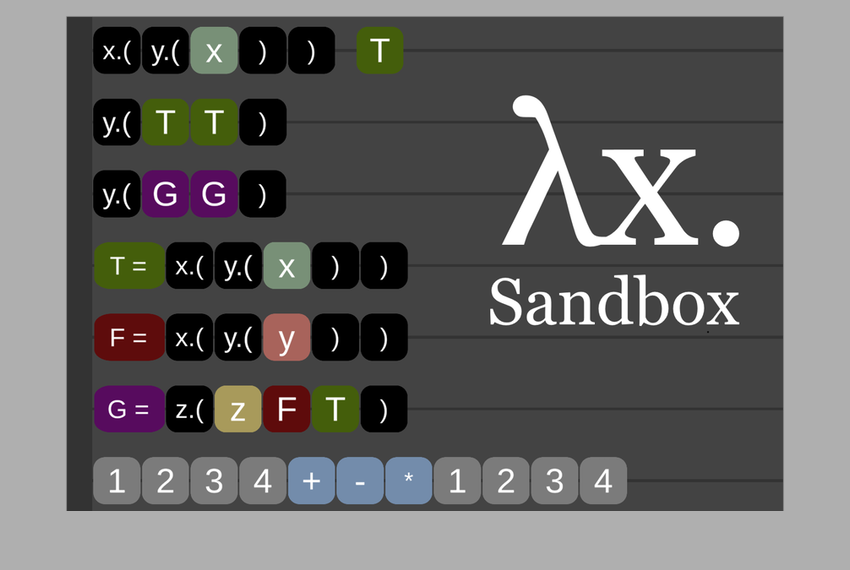 x.( y.( x ) ) T
y.( T T )
y.( G G )
T = x.( y.( x ) )
F = x.( y.( y ) )
G = z.( z F T )
1 2 3 4 + - * 1 2 3 4
λx.
Sandbox